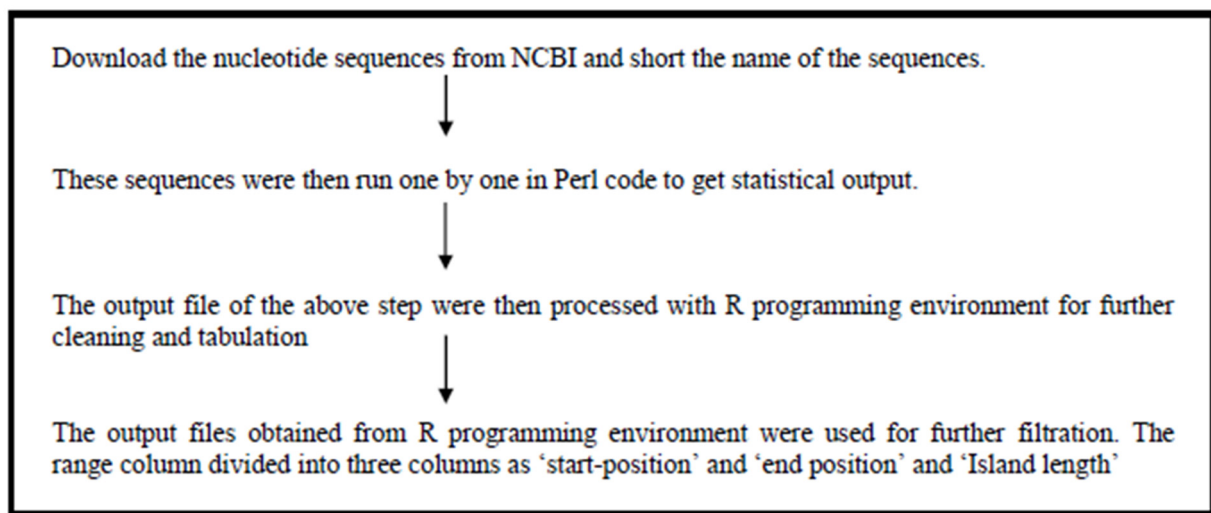 Download the nucleotide sequences from NCBI and short the name of the sequences.
These sequences were then run one by one in Perl code to get statistical output.
The output file of the above step were then processed with R programming environment for further
cleaning and tabulation
The output files obtained from R programming environment were used for further filtration. The
range column divided into three columns as ‘start-position’ and ‘end position’ and ‘Island length’